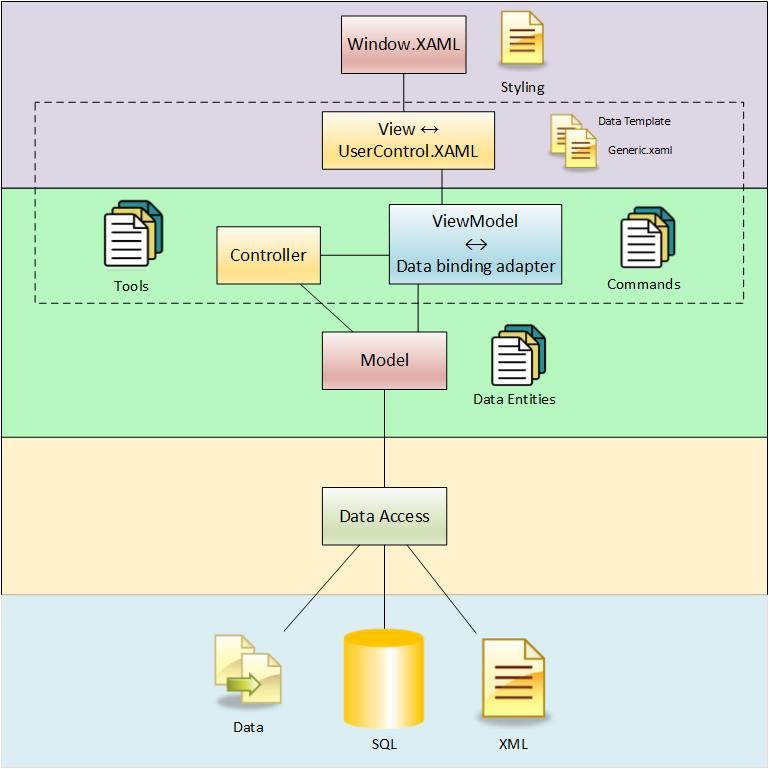 Window.XAML
Styling
View ↔
UserControl.XAML
Data Template
Generic.xaml
ViewModel
↔
Data binding adapter
Controller
Tools
Commands
Model
Data Entities
Data Access
Data
SQL
XML